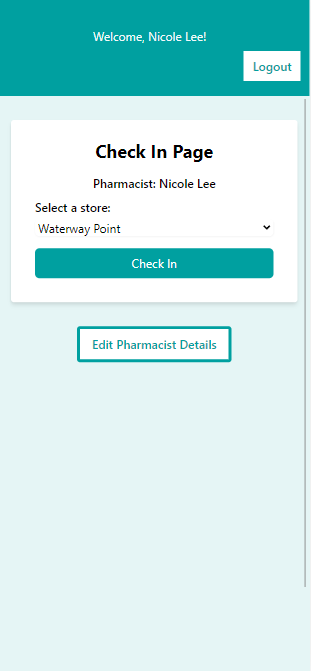 Welcome, Nicole Lee!
Logout
Check In Page
Pharmacist: Nicole Lee
Select a store:
Waterway Point
Check In
Edit Pharmacist Details